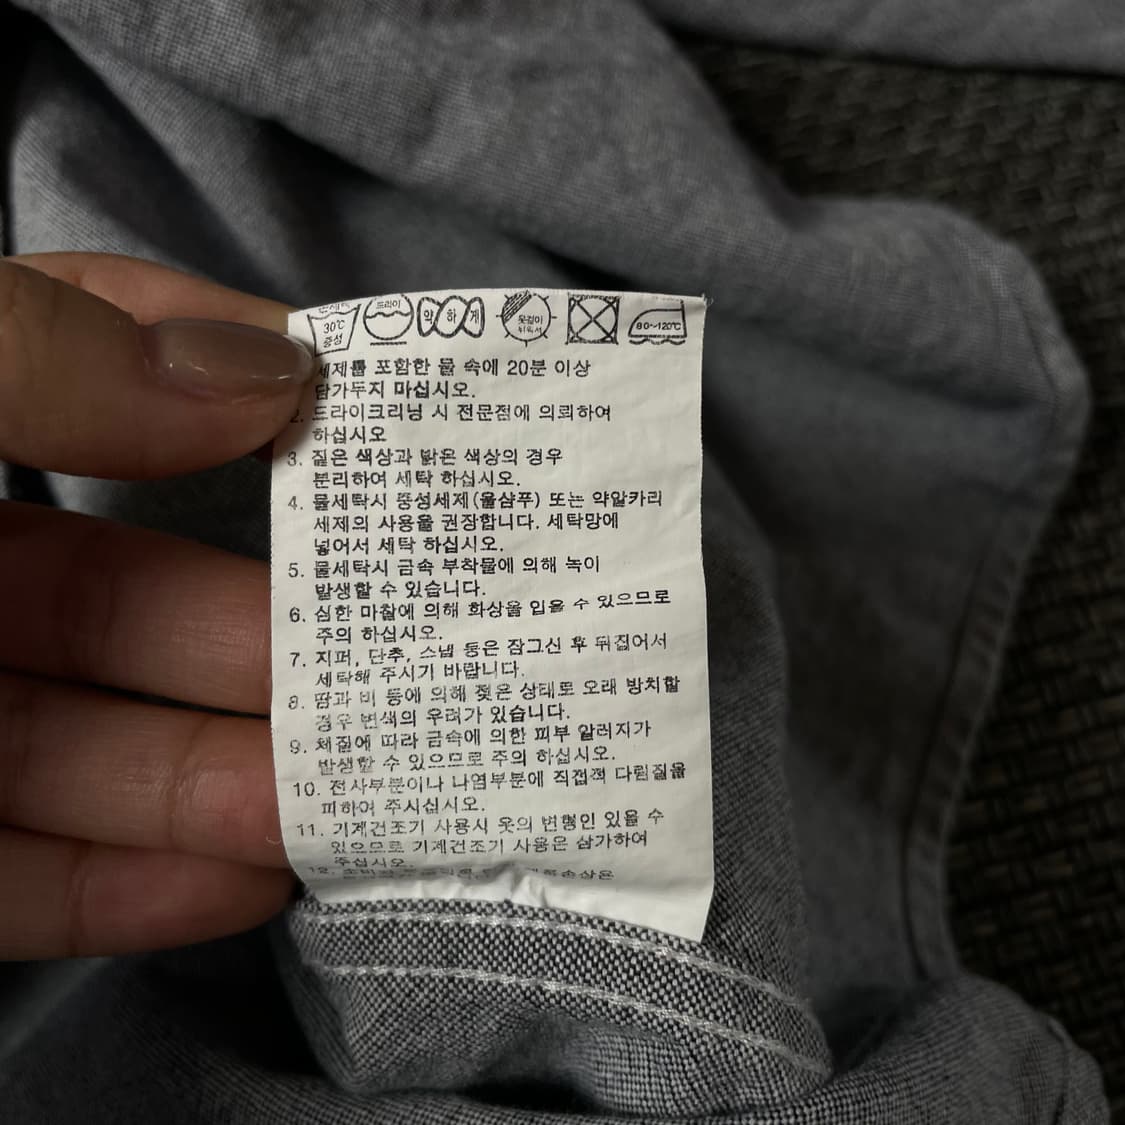 30℃
중성
드라이
약 하 게
옷걸이
80~120℃
세제를 포함한 물 속에 20분 이상
담가두지 마십시오.
2. 드라이크리닝 시 전문점에 의뢰하여
하십시오
3. 짙은 색상과 밝은 색상의 경우
분리하여 세탁 하십시오.
4. 물세탁시 중성세제(울샴푸) 또는 약알카리
세제의 사용을 권장합니다. 세탁망에
넣어서 세탁 하십시오.
5. 물세탁시 금속 부착물에 의해 녹이
발생할 수 있습니다.
6. 심한 마찰에 의해 화상을 입을 수 있으므로
주의 하십시오.
7. 지퍼, 단추, 스냅 등은 잠그신 후 뒤집어서
세탁해 주시기 바랍니다.
8. 땀과 비 등에 의해 젖은 상태로 오래 방치할
경우 변색의 우려가 있습니다.
9. 체질에 따라 금속에 의한 피부 알러지가
발생할 수 있으므로 주의 하십시오.
10. 전사부분이나 나염부분에 직접적 다림질을
피하여 주시십시오.
11. 기계건조기 사용시 옷의 변형인 있을 수
있으므로 기계건조기 사용은 삼가하여
주십시오.
12.